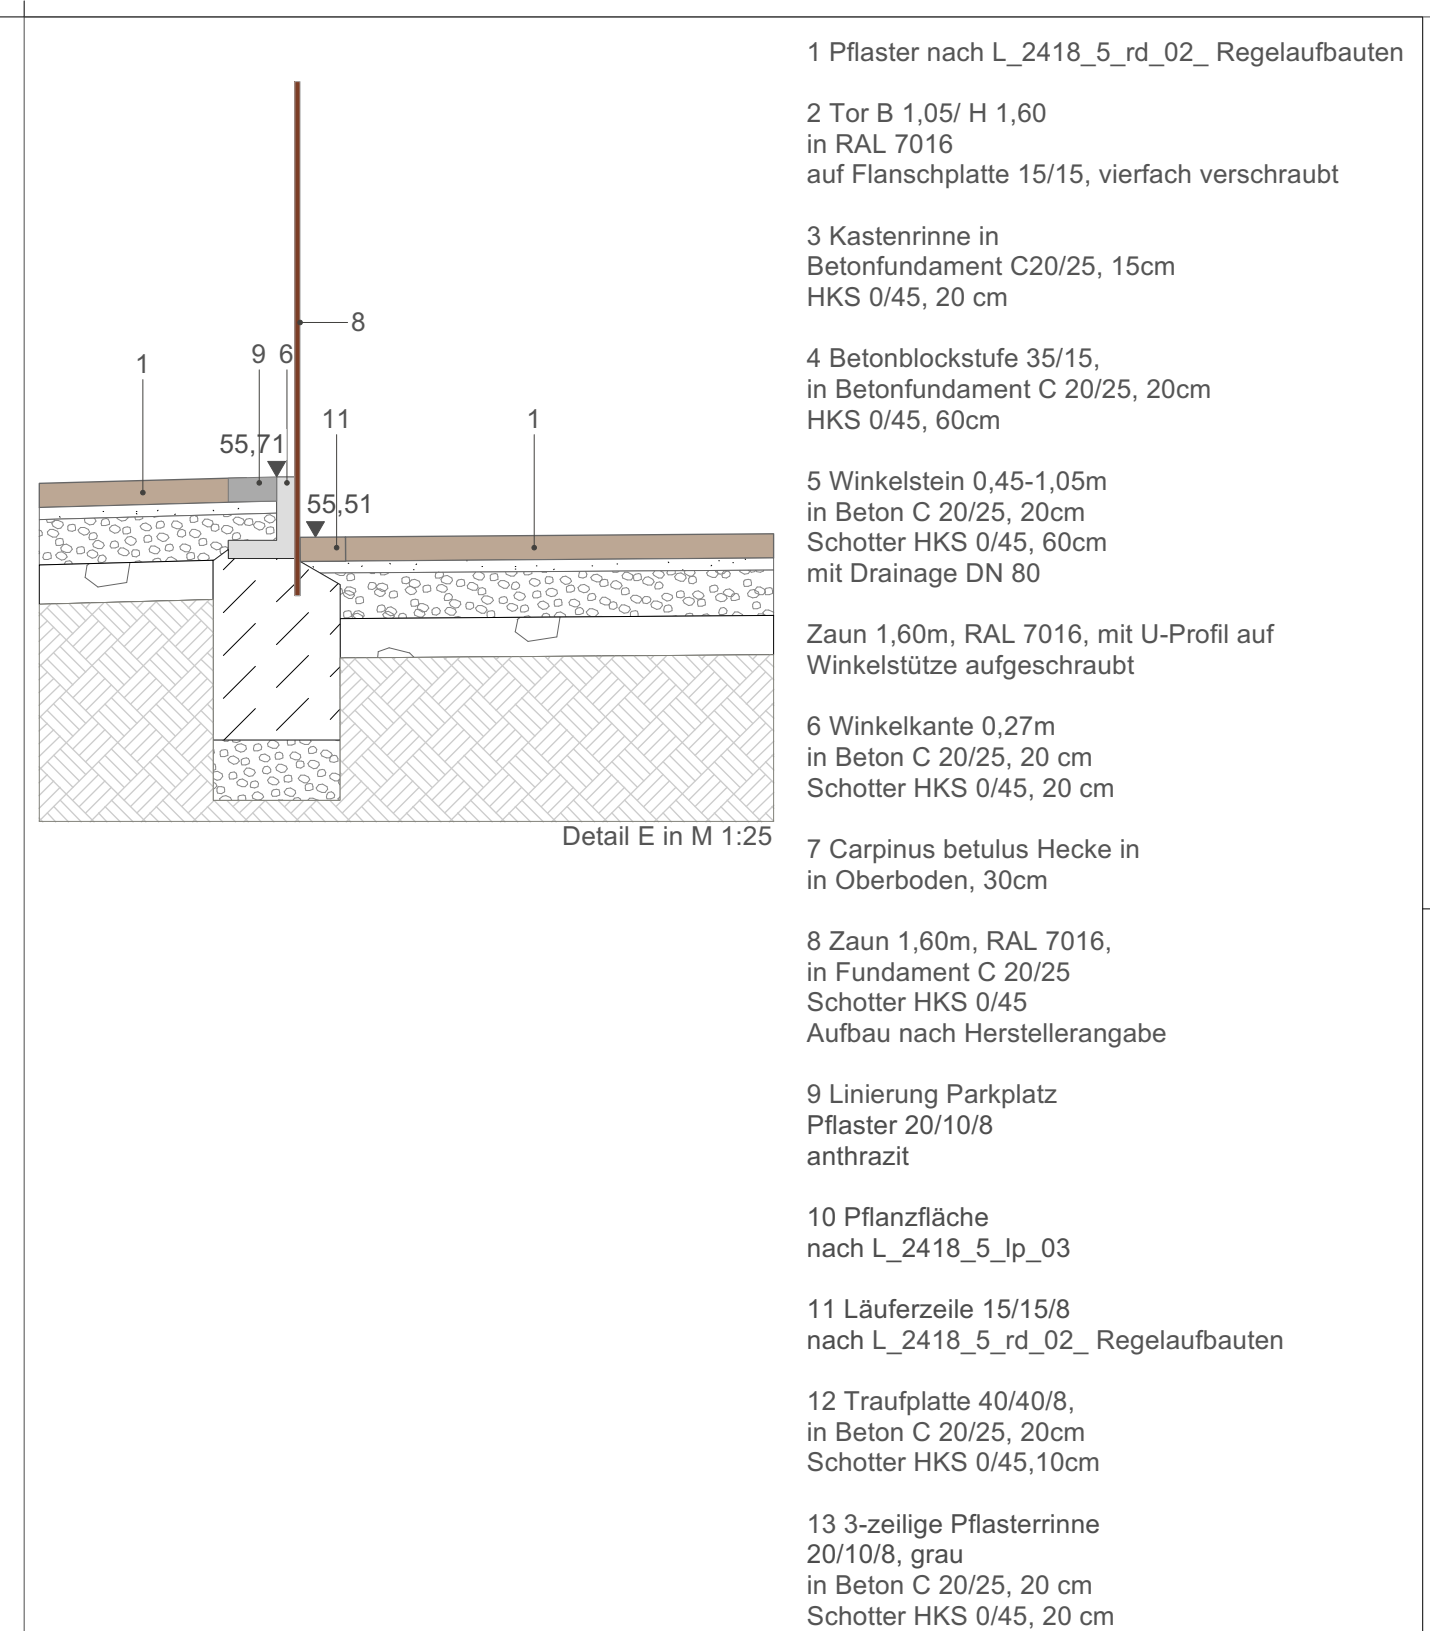 8
1
9 6
11
1
55,71
55,51
Detail E in M 1:25
1 Pflaster nach L_2418_5_rd_02_ Regelaufbauten
2 Tor B 1,05/ H 1,60
in RAL 7016
auf Flanschplatte 15/15, vierfach verschraubt
3 Kastenrinne in
Betonfundament C20/25, 15cm
HKS 0/45, 20 cm
4 Betonblockstufe 35/15,
in Betonfundament C 20/25, 20cm
HKS 0/45, 60cm
5 Winkelstein 0,45-1,05m
in Beton C 20/25, 20cm
Schotter HKS 0/45, 60cm
mit Drainage DN 80
Zaun 1,60m, RAL 7016, mit U-Profil auf
Winkelstütze aufgeschraubt
6 Winkelkante 0,27m
in Beton C 20/25, 20 cm
Schotter HKS 0/45, 20 cm
7 Carpinus betulus Hecke in
in Oberboden, 30cm
8 Zaun 1,60m, RAL 7016,
in Fundament C 20/25
Schotter HKS 0/45
Aufbau nach Herstellerangabe
9 Linierung Parkplatz
Pflaster 20/10/8
anthrazit
10 Pflanzfläche
nach L_2418_5_lp_03
11 Läuferzeile 15/15/8
nach L_2418_5_rd_02_ Regelaufbauten
12 Traufplatte 40/40/8,
in Beton C 20/25, 20cm
Schotter HKS 0/45,10cm
13 3-zeilige Pflasterrinne
20/10/8, grau
in Beton C 20/25, 20 cm
Schotter HKS 0/45, 20 cm